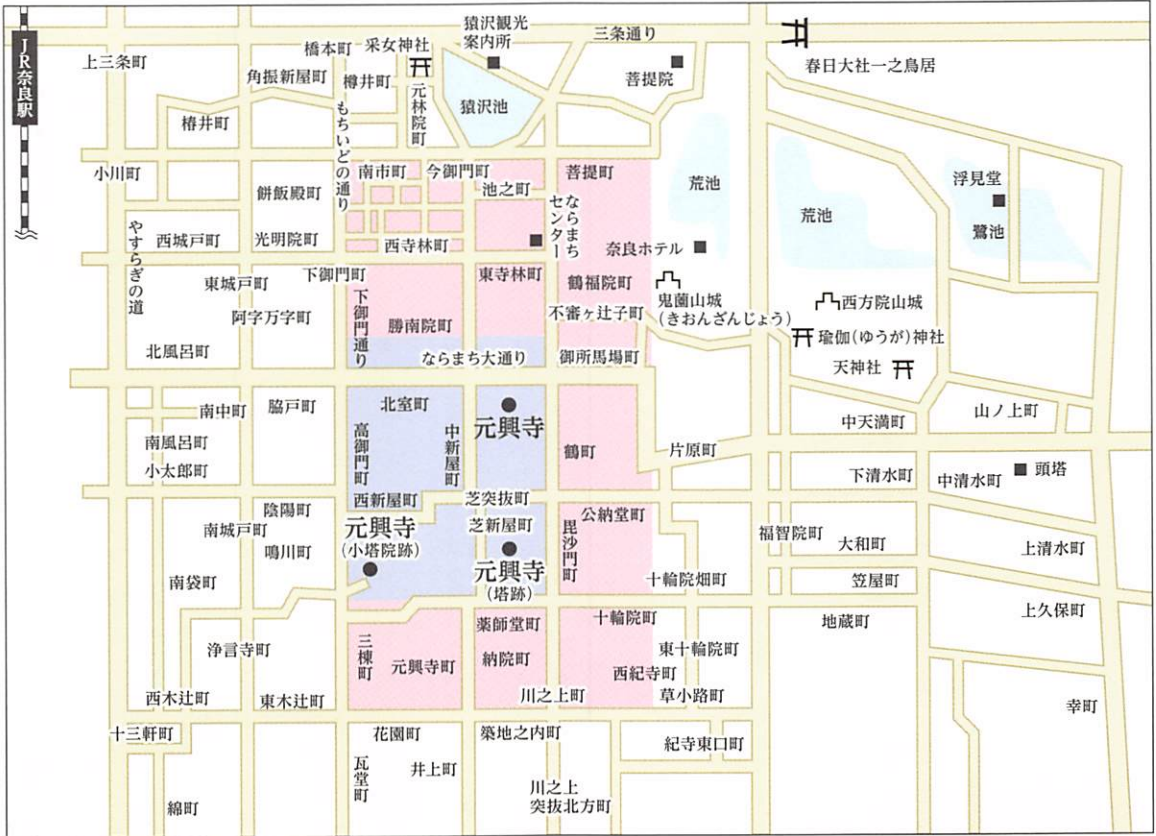 JR奈良駅
上三条町
橋本町
采女神社
猿沢観光
案内所
三条通り
角振新屋町
樽井町
元林院町
猿沢池
菩提院
春日大社一之鳥居
椿井町
もちいどの通り
小川町
南市町
今御門町
菩提町
荒池
荒池
浮見堂
鷺池
餅飯殿町
池之町
ならまち
センター
やすらぎの道
西城戸町
光明院町
西寺林町
奈良ホテル
東城戸町
下御門町
東寺林町
鶴福院町
鬼薗山城
(きおんざんじょう)
西方院山城
阿字万字町
下御門通り
勝南院町
不審ヶ辻子町
瑜伽(ゆうが)神社
北風呂町
ならまち大通り
御所馬場町
天神社
南中町
脇戸町
北室町
元興寺
中天満町
山ノ上町
南風呂町
高御門町
中新屋町
鶴町
片原町
小太郎町
下清水町
中清水町
頭塔
西新屋町
芝突抜町
陰陽町
元興寺
(小塔院跡)
芝新屋町
公納堂町
毘沙門町
福智院町
南城戸町
鳴川町
大和町
上清水町
南袋町
元興寺
(塔跡)
十輪院畑町
笠屋町
薬師堂町
十輪院町
地蔵町
上久保町
浄言寺町
三棟町
元興寺町
納院町
東十輪院町
西紀寺町
西木辻町
東木辻町
川之上町
草小路町
幸町
十三軒町
花園町
築地之内町
紀寺東口町
瓦堂町
井上町
綿町
川之上
突抜北方町